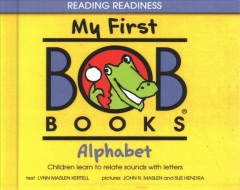 READING READINESS
My First
BOB
BOOKS
Alphabet
Children learn to relate sounds with letters
text LYNN MASLEN KERTELL pictures JOHN R. MASLEN and SUE HENDRA